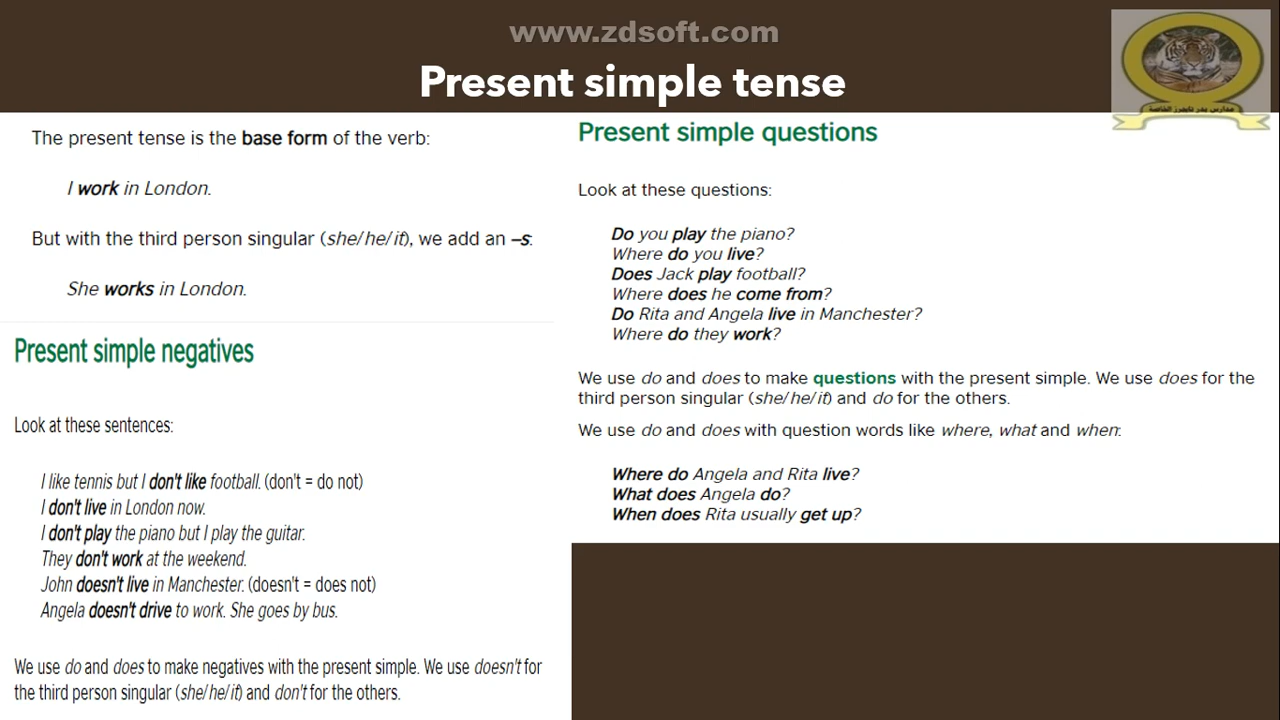 www.zdsoft.com
Present simple tense
مدارس بدر تايجرز الخاصة
The present tense is the base form of the verb:
I work in London.
But with the third person singular (she/he/it), we add an –s:
She works in London.
Present simple negatives
Look at these sentences:
I like tennis but I don't like football. (don't = do not)
I don't live in London now.
I don't play the piano but I play the guitar.
They don't work at the weekend.
John doesn't live in Manchester. (doesn't = does not)
Angela doesn't drive to work. She goes by bus.
We use do and does to make negatives with the present simple. We use doesn't for
the third person singular (she/he/it) and don't for the others.
Present simple questions
Look at these questions:
Do you play the piano?
Where do you live?
Does Jack play football?
Where does he come from?
Do Rita and Angela live in Manchester?
Where do they work?
We use do and does to make questions with the present simple. We use does for the
third person singular (she/he/it) and do for the others.
We use do and does with question words like where, what and when:
Where do Angela and Rita live?
What does Angela do?
When does Rita usually get up?